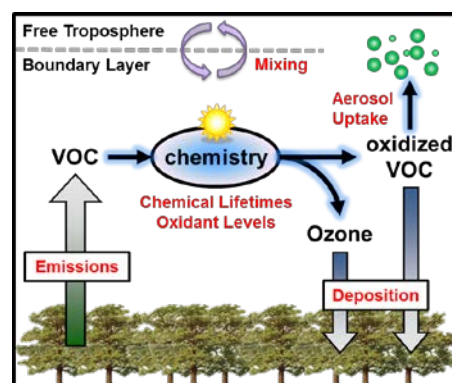 Free Troposphere
Boundary Layer
Mixing
Aerosol
Uptake
VOC
chemistry
oxidized
VOC
Chemical Lifetimes
Oxidant Levels
Ozone
Emissions
Deposition